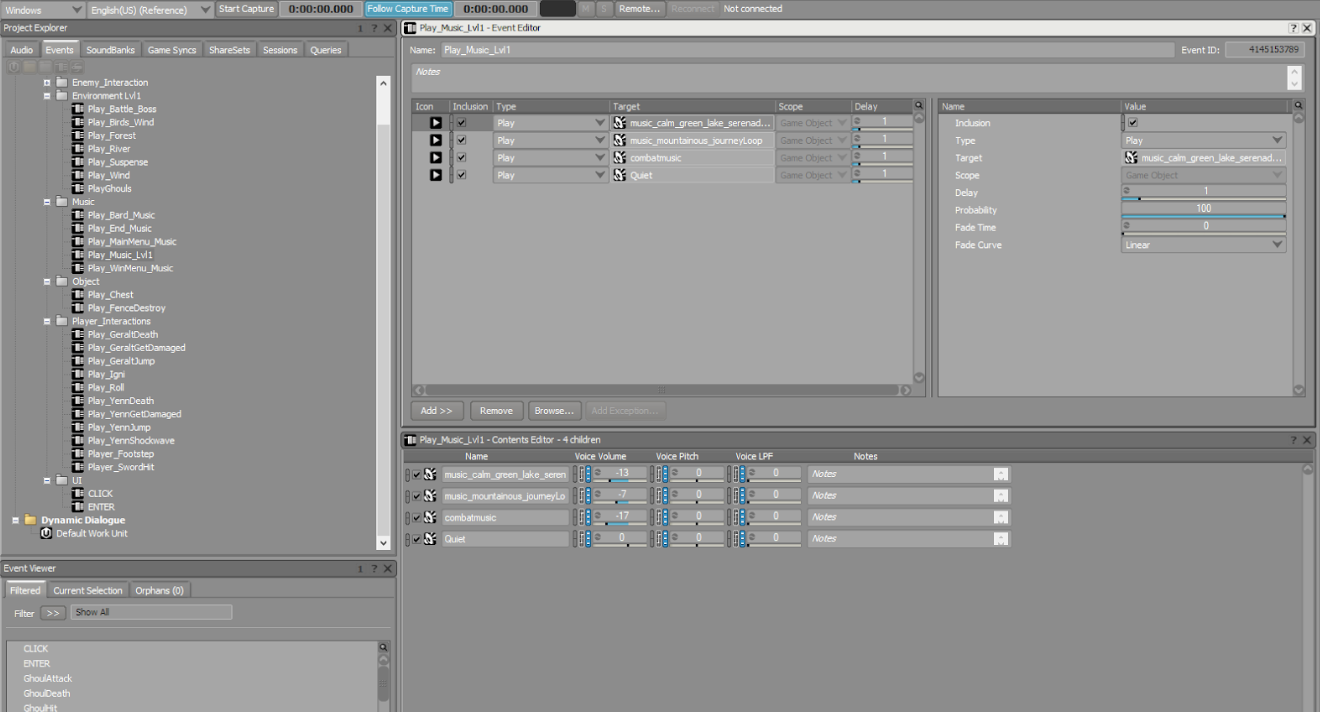 Windows English(US) (Reference) Start Capture 0:00:00.000 Follow Capture Time 0:00:00.000 M S Remote... Reconnect Not connected
Project Explorer 1 ? X
Audio Events SoundBanks Game Syncs ShareSets Sessions Queries
Enemy_Interaction
Environment Lvl1
Play_Battle_Boss
Play_Birds_Wind
Play_Forest
Play_River
Play_Suspense
Play_Wind
PlayGhouls
Music
Play_Bard_Music
Play_End_Music
Play_MainMenu_Music
Play_Music_Lvl1
Play_WinMenu_Music
Object
Play_Chest
Play_FenceDestroy
Player_Interactions
Play_GeraltDeath
Play_GeraltGetDamaged
Play_GeraltJump
Play_Igni
Play_Roll
Play_YennDeath
Play_YennGetDamaged
Play_YennJump
Play_YennShockwave
Player_Footstep
Player_SwordHit
UI
CLICK
ENTER
Dynamic Dialogue
Default Work Unit
Event Viewer 1 ? X
Filtered Current Selection Orphans (0)
Filter >> Show All
CLICK
ENTER
GhoulAttack
GhoulDeath
GhoulHit
Play_Music_Lvl1 - Event Editor ? X
Name: Play_Music_Lvl1 Event ID: 4145153789
Notes
Icon Inclusion Type Target Scope Delay
Play music_calm_green_lake_serenad... Game Object 1
Play music_mountainous_journeyLoop Game Object 1
Play combatmusic Game Object 1
Play Quiet Game Object 1
Name Value
Inclusion
Type Play
Target music_calm_green_lake_serenad...
Scope Game Object
Delay 1
Probability 100
Fade Time 0
Fade Curve Linear
Add >> Remove Browse... Add Exception...
Play_Music_Lvl1 - Contents Editor - 4 children ? X
Name Voice Volume Voice Pitch Voice LPF Notes
music_calm_green_lake_seren -13 0 0 Notes
music_mountainous_journeyLo -7 0 0 Notes
combatmusic -17 0 0 Notes
Quiet 0 0 0 Notes